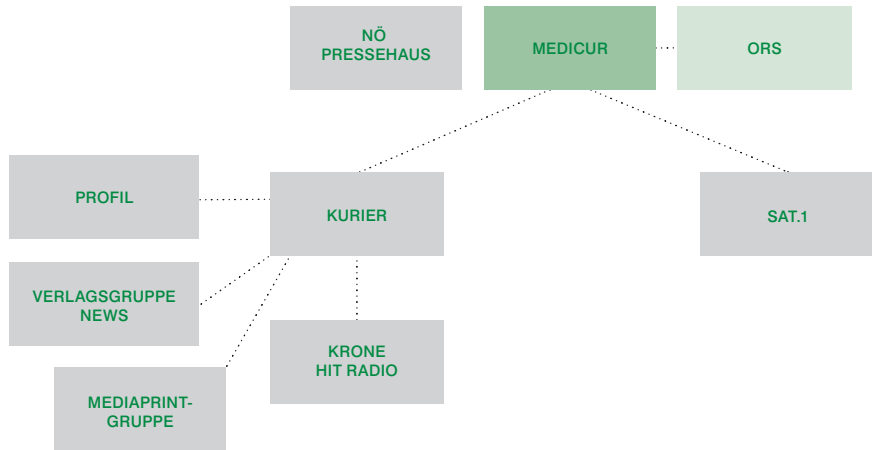 NÖ
PRESSEHAUS
MEDICUR
ORS
PROFIL
KURIER
SAT.1
VERLAGSGRUPPE
NEWS
KRONE
HIT RADIO
MEDIAPRINT-
GRUPPE